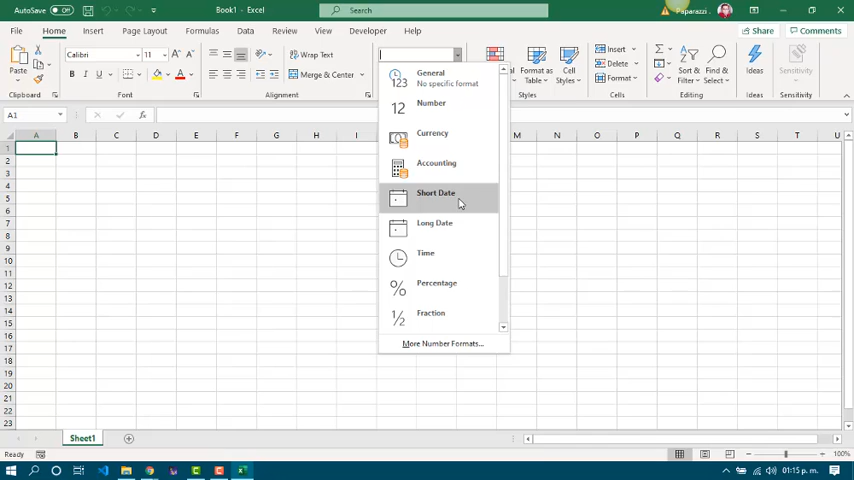 AutoSave Off Book1 - Excel Search Paparazzi .
File Home Insert Page Layout Formulas Data Review View Developer Help Share Comments
Calibri 11 A A Wrap Text Insert
Paste B I U A Merge & Center Format as Cell Delete Sort & Find & Ideas Sensitivity
Table Styles Format Filter Select
Clipboard Font Alignment Cells Editing Ideas Sensitivity
General
123 No specific format
12 Number
Currency
Accounting
Short Date
Long Date
Time
% Percentage
1/2 Fraction
More Number Formats...
A1 fx
A B C D E F G H I M N O P Q R S T U
1
2
3
4
5
6
7
8
9
10
11
12
13
14
15
16
17
18
19
20
21
22
23
Sheet1
Ready 100%
01:15 p. m.